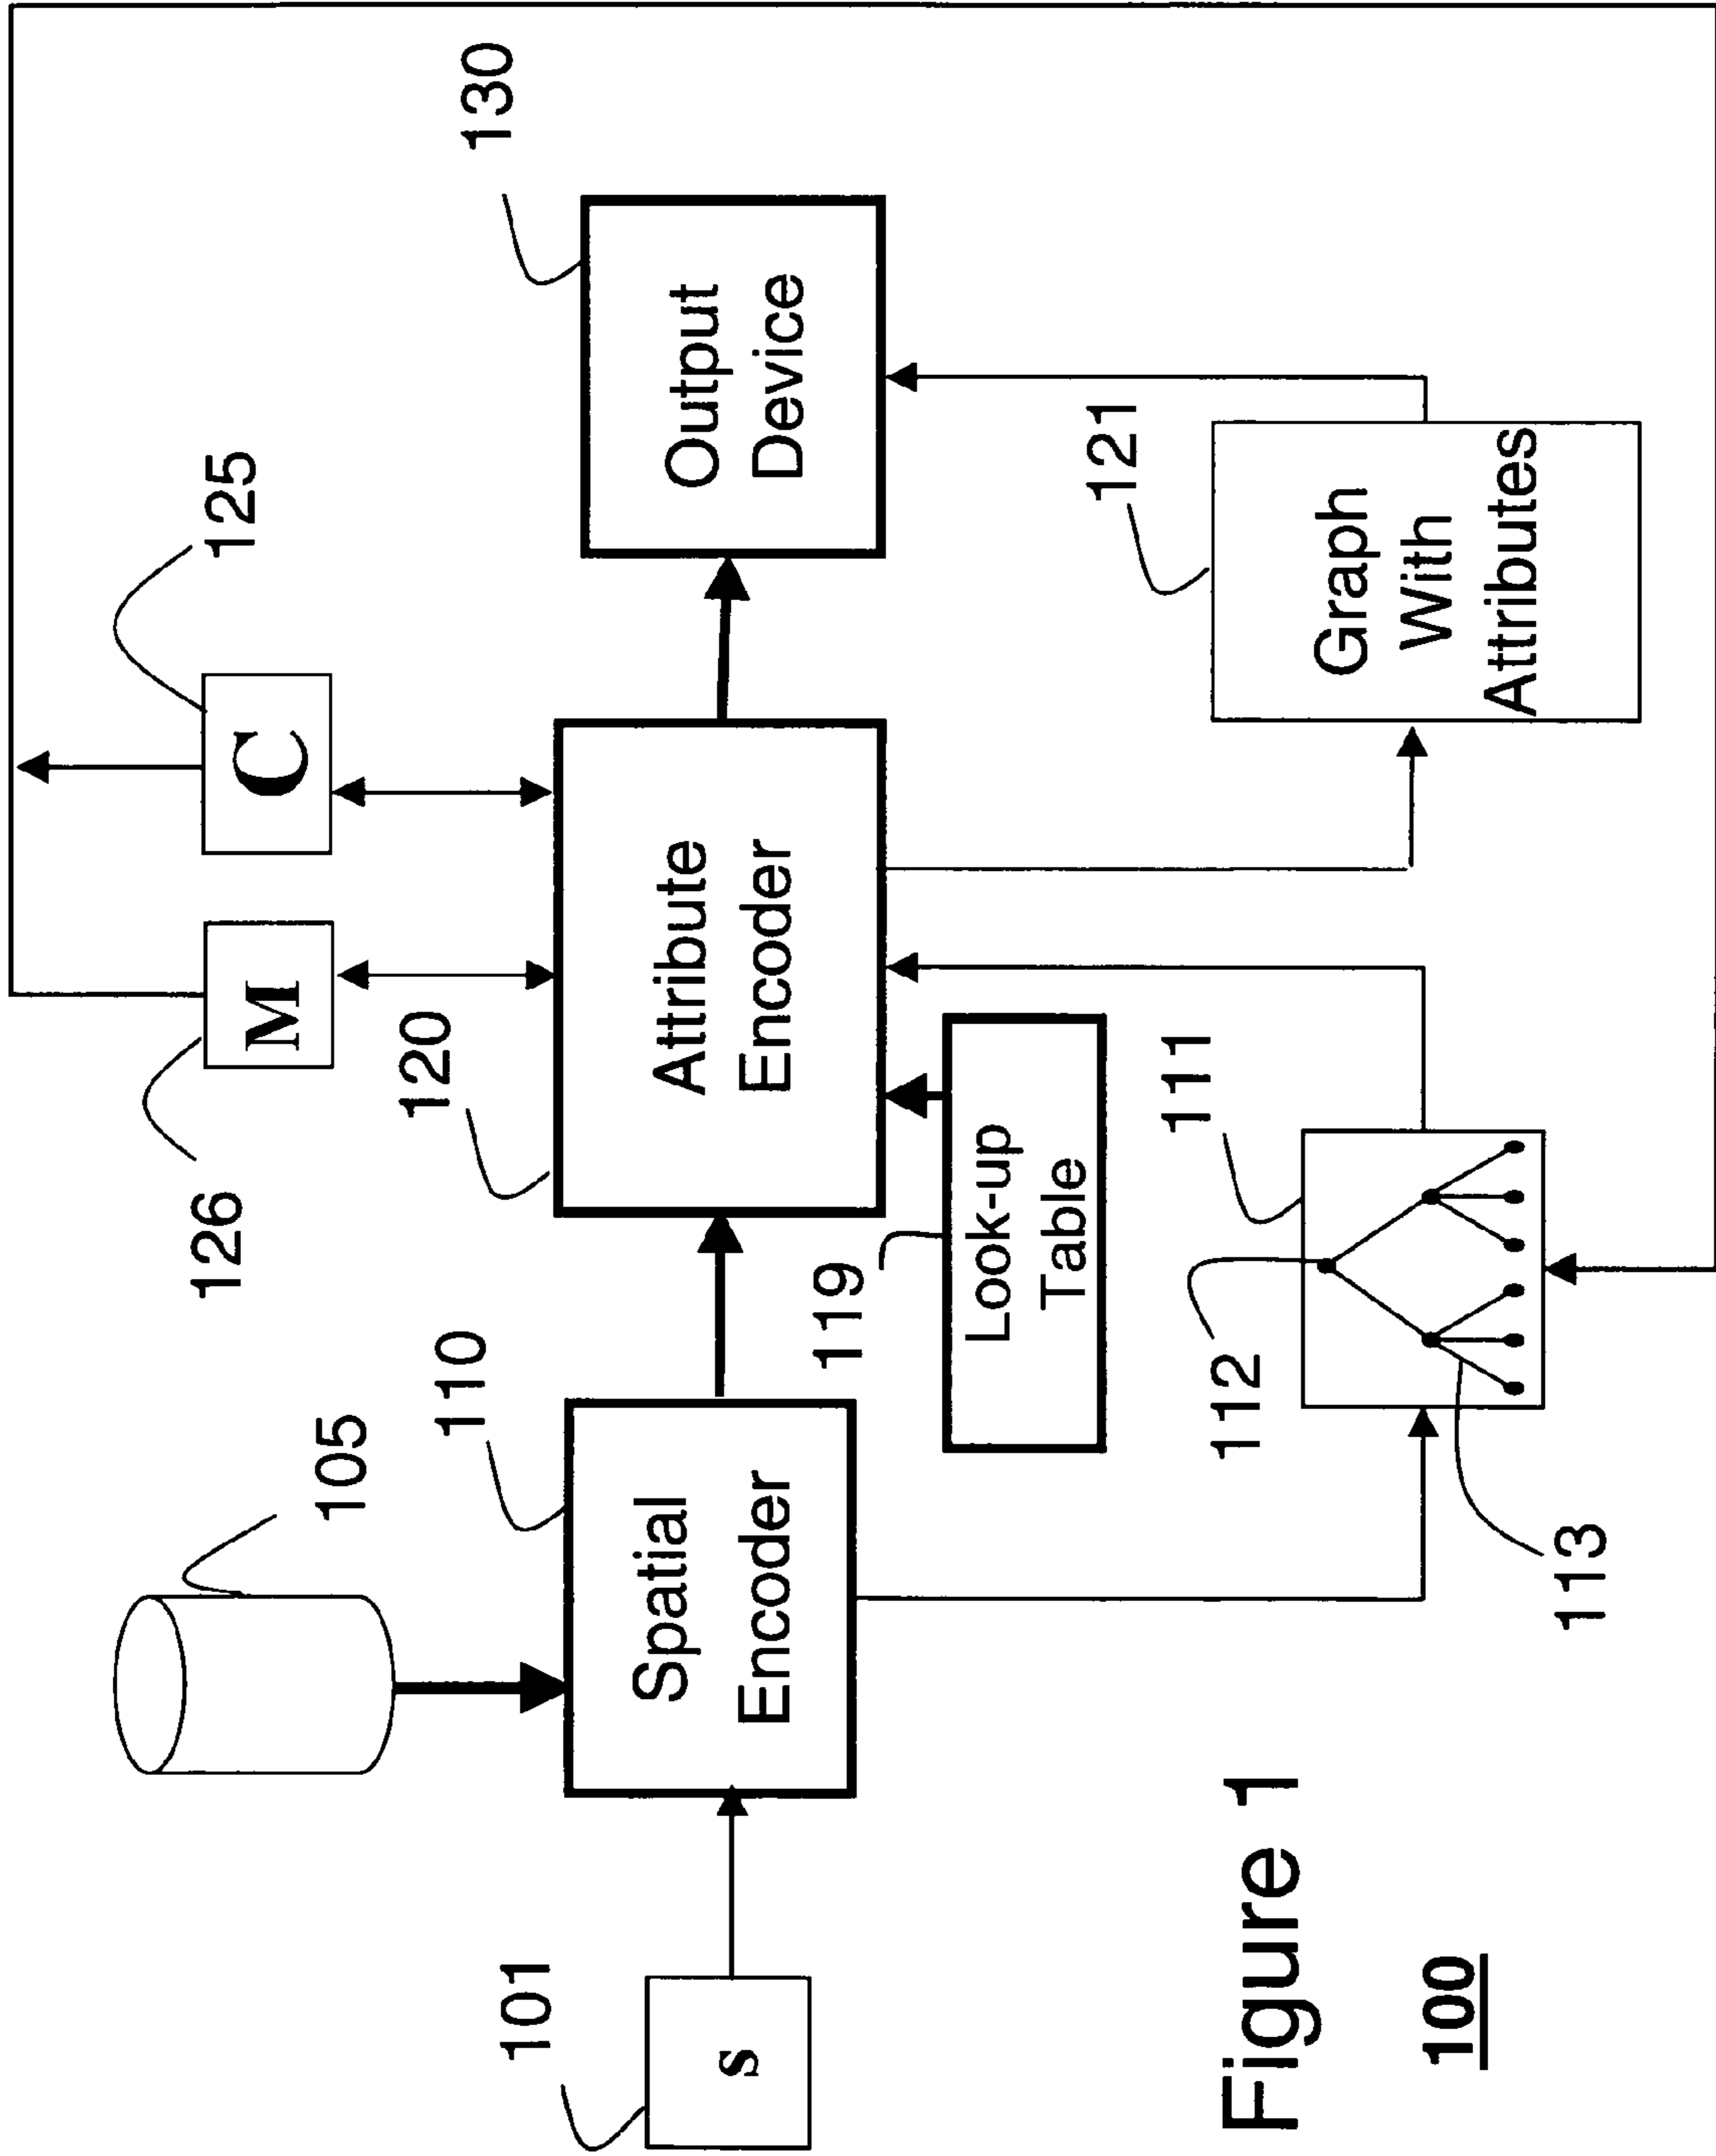 105
126
125
M
C
101
110
120
130
s
Spatial
Encoder
Attribute
Encoder
Output
Device
119
Look-up
Table
112
111
121
113
Graph
With
Attributes
Figure 1
100